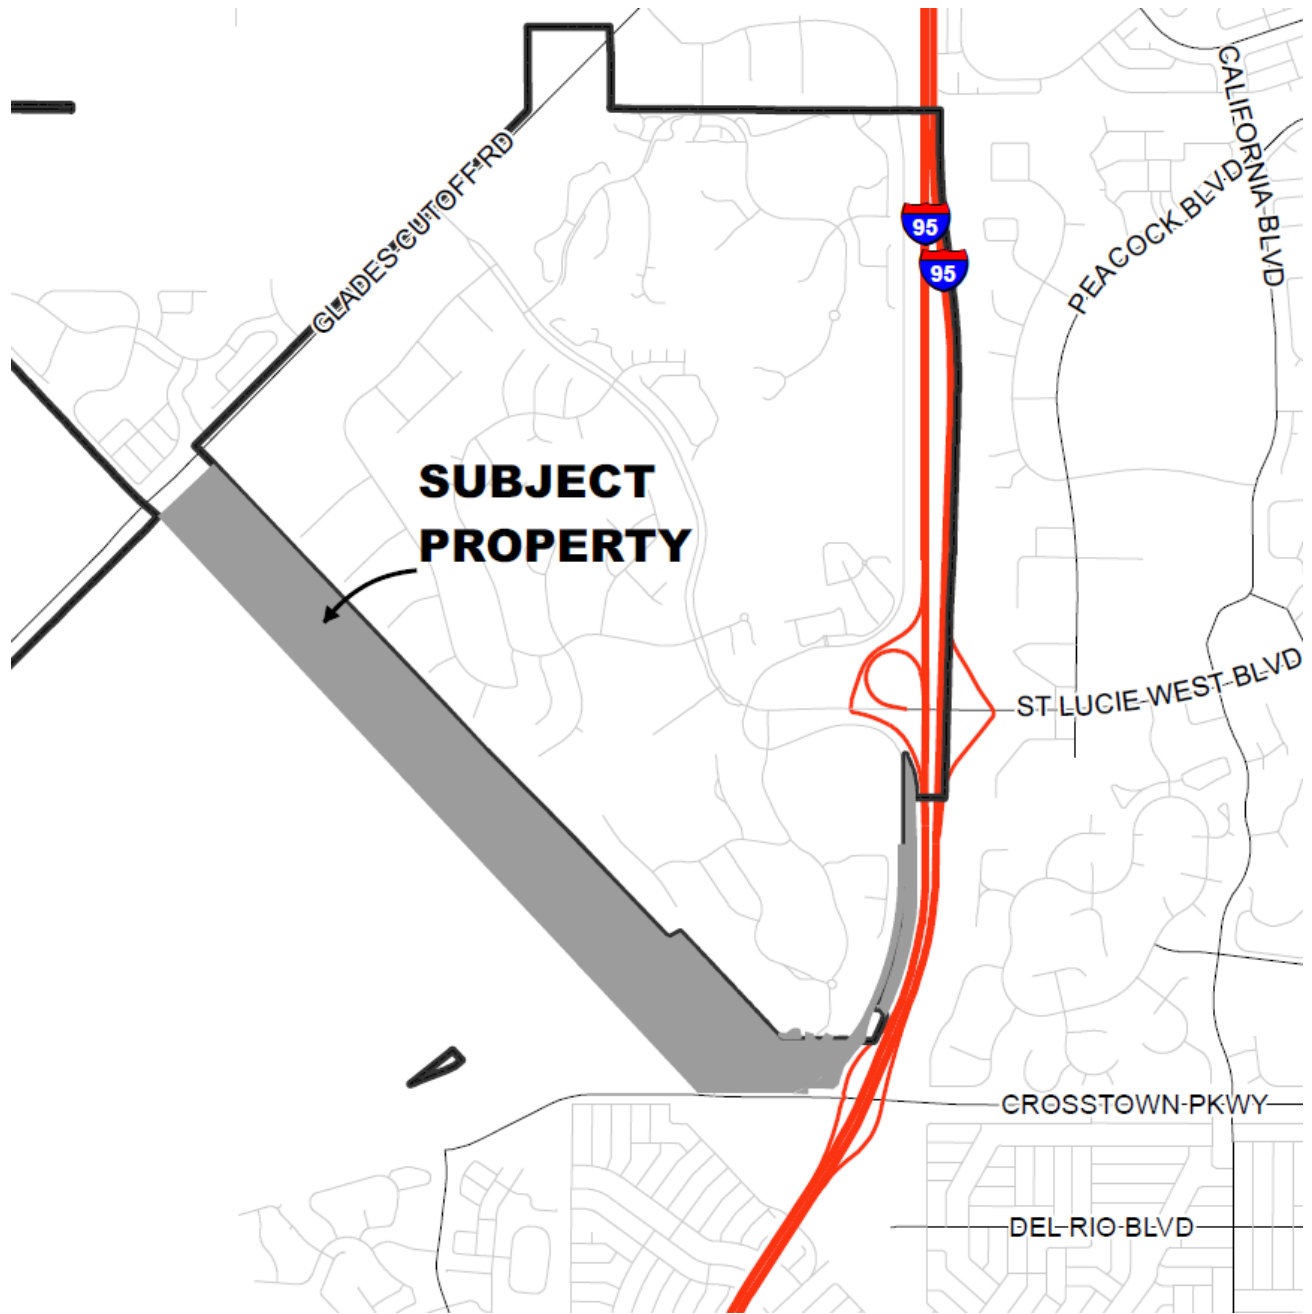 CALIFORNIA BLVD
GLADES CUTOFF RD
PEACOCK BLVD
95
95
SUBJECT
PROPERTY
ST LUCIE WEST BLVD
CROSSTOWN PKWY
DEL RIO BLVD